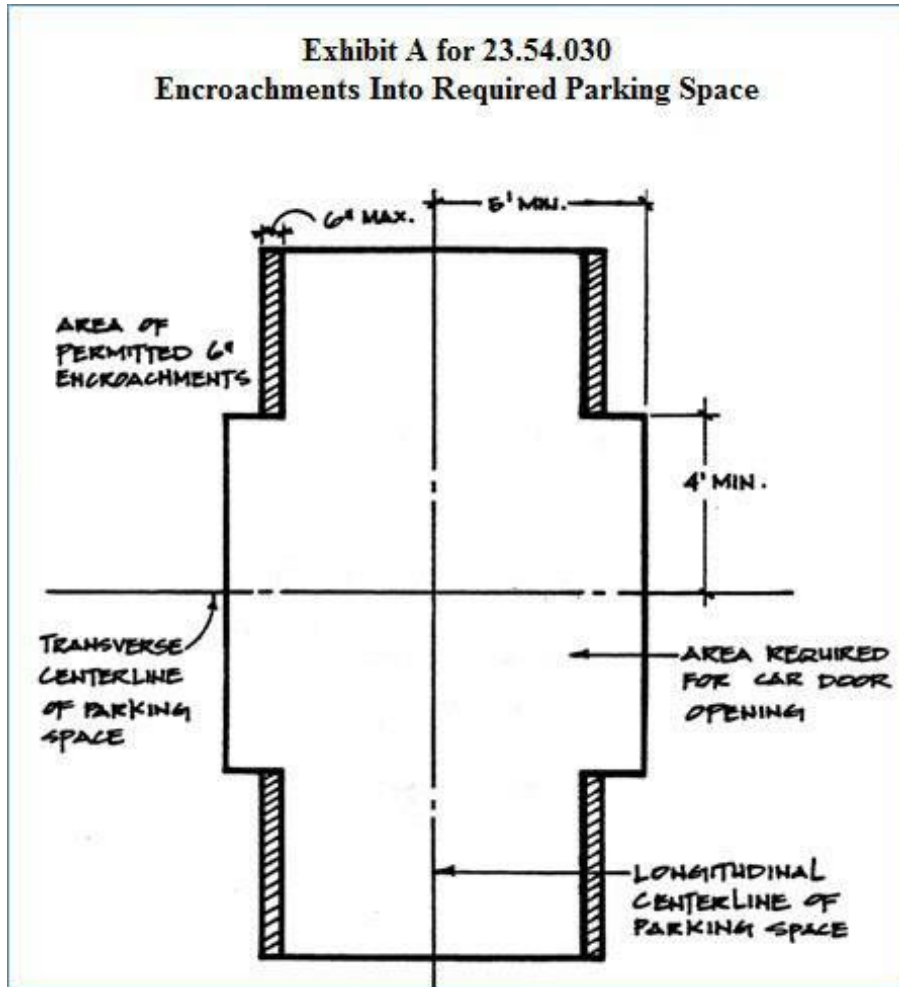 Exhibit A for 23.54.030
Encroachments Into Required Parking Space
6" MAX.
5' MIN.
AREA OF
PERMITTED 6"
ENCROACHMENTS
4' MIN.
TRANSVERSE
CENTERLINE
OF PARKING
SPACE
AREA REQUIRED
FOR CAR DOOR
OPENING
LONGITUDINAL
CENTERLINE OF
PARKING SPACE